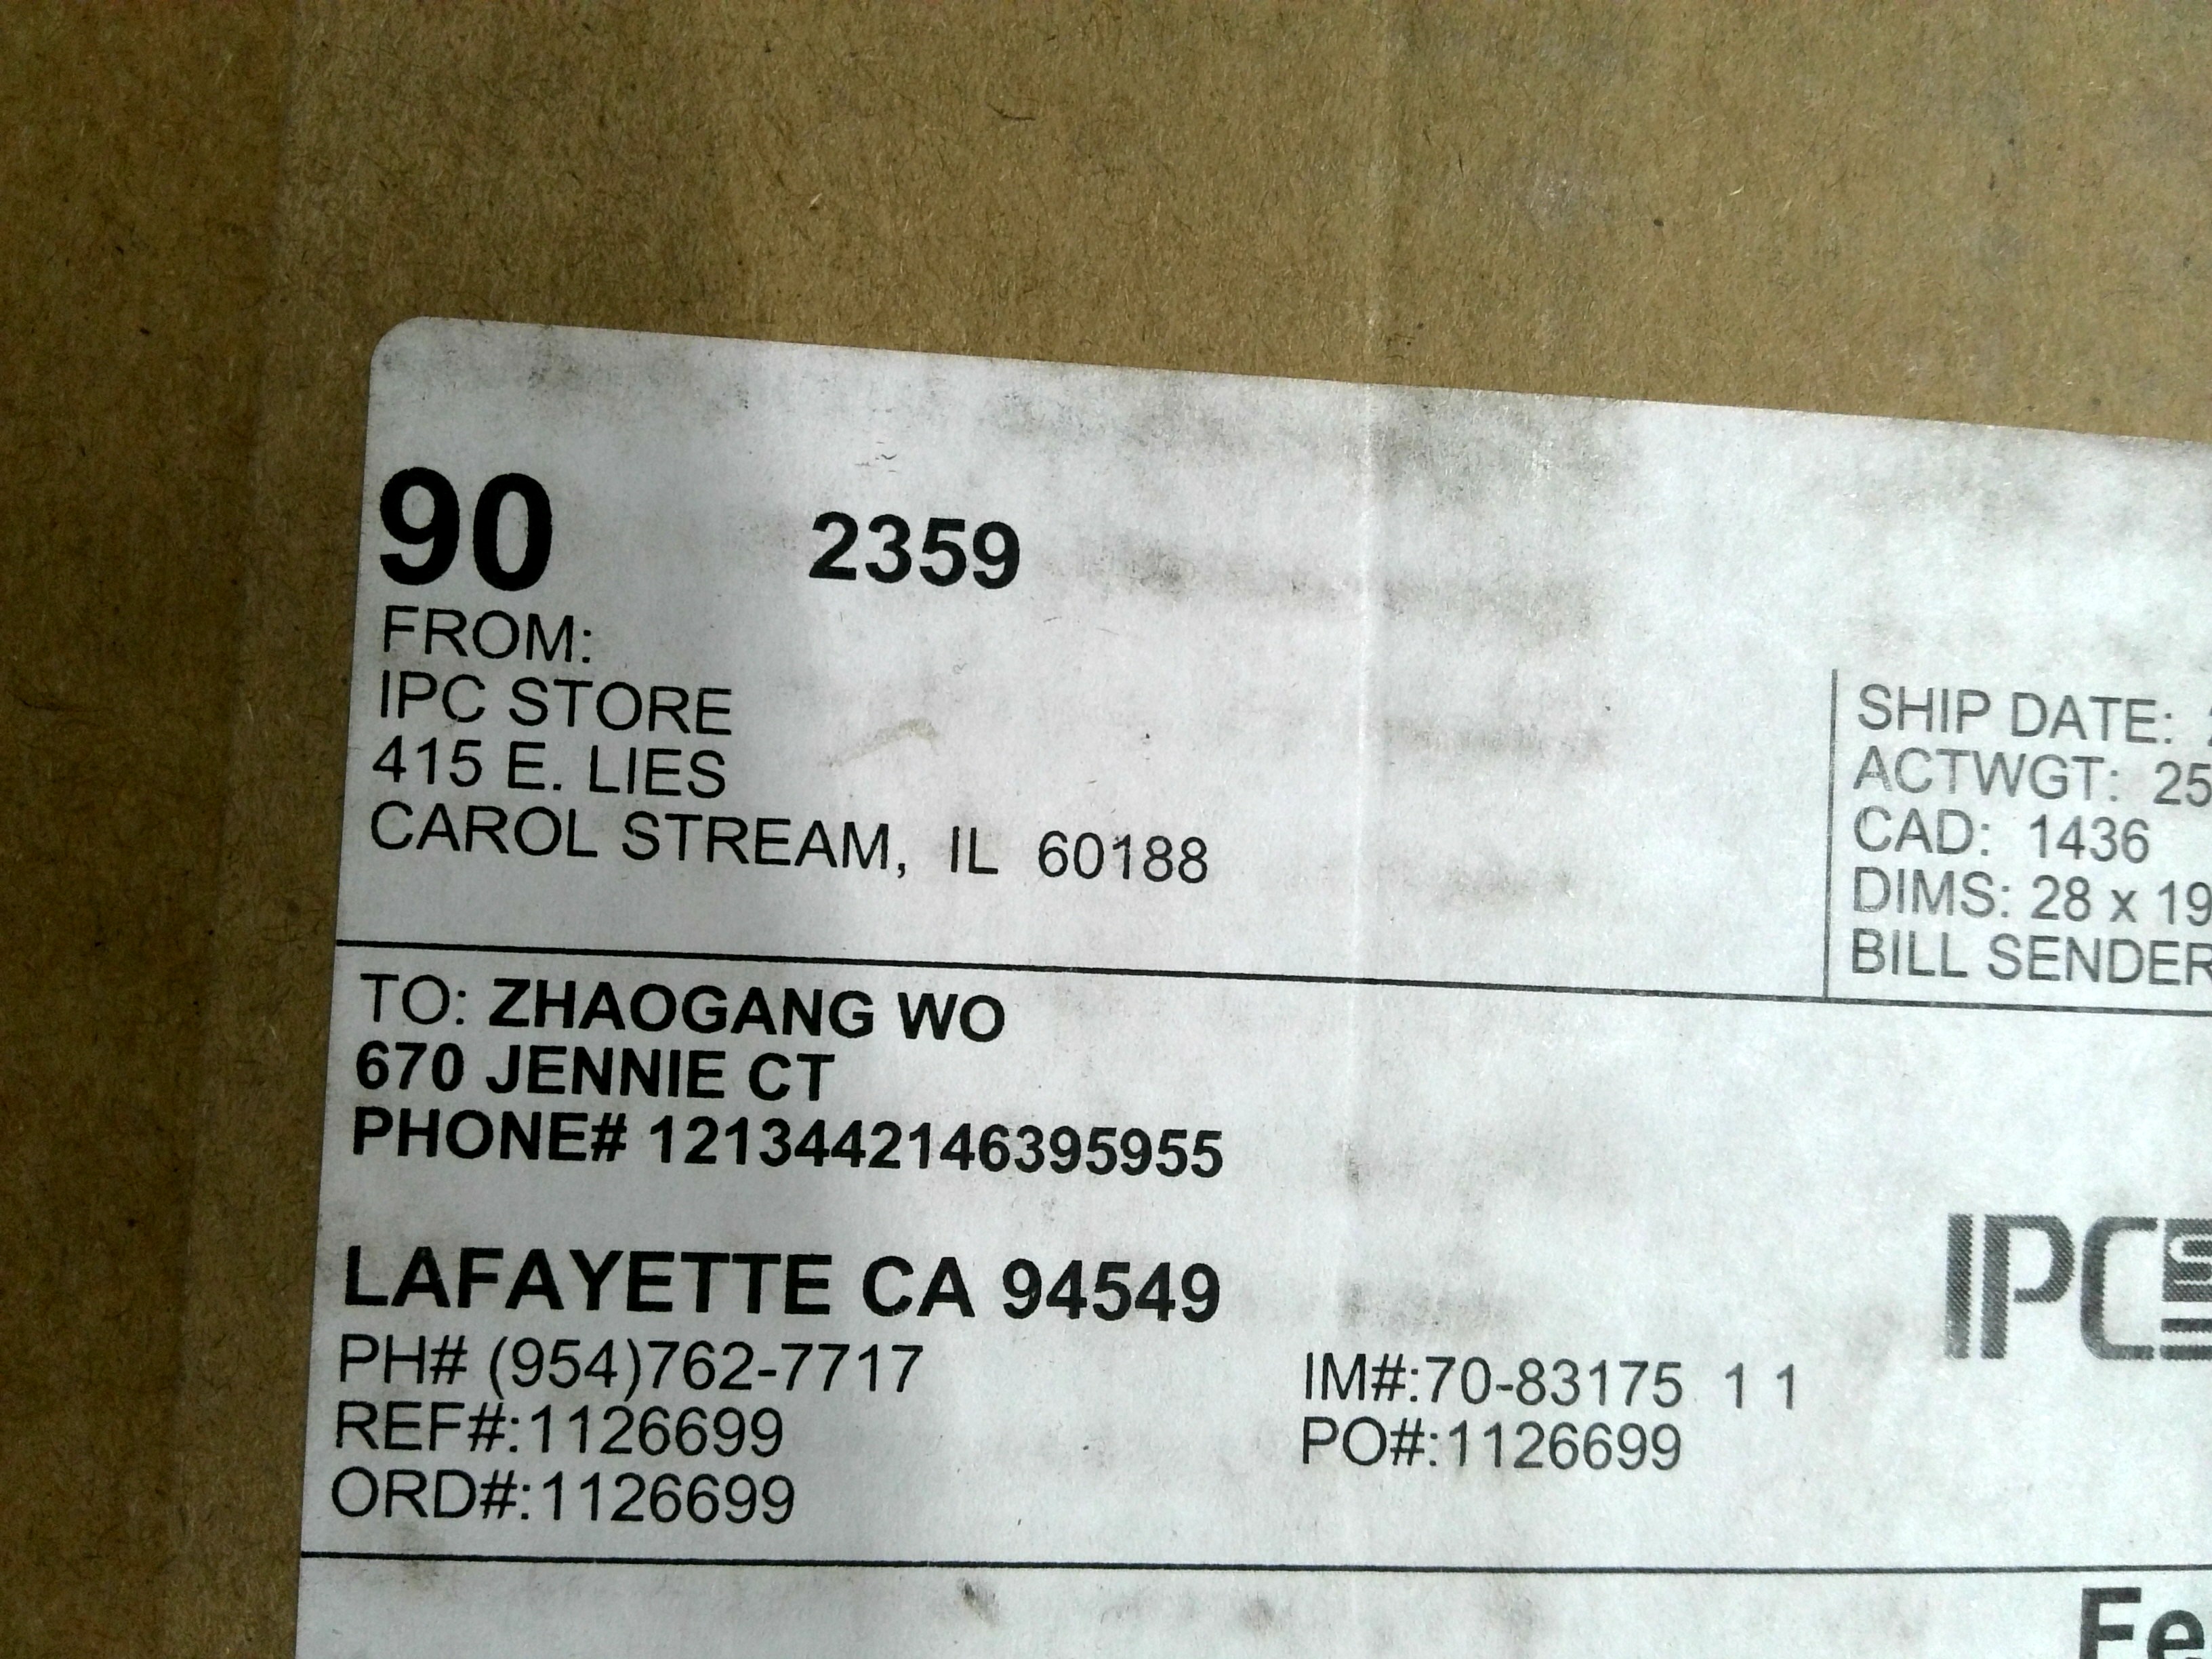 90 2359
FROM:
IPC STORE
415 E. LIES
CAROL STREAM, IL 60188
SHIP DATE:
ACTWGT: 25
CAD: 1436
DIMS: 28 x 19
BILL SENDER
TO: ZHAOGANG WO
670 JENNIE CT
PHONE# 1213442146395955
LAFAYETTE CA 94549
IPC
PH# (954)762-7717
IM#:70-83175 1 1
REF#:1126699
PO#:1126699
ORD#:1126699
Fe